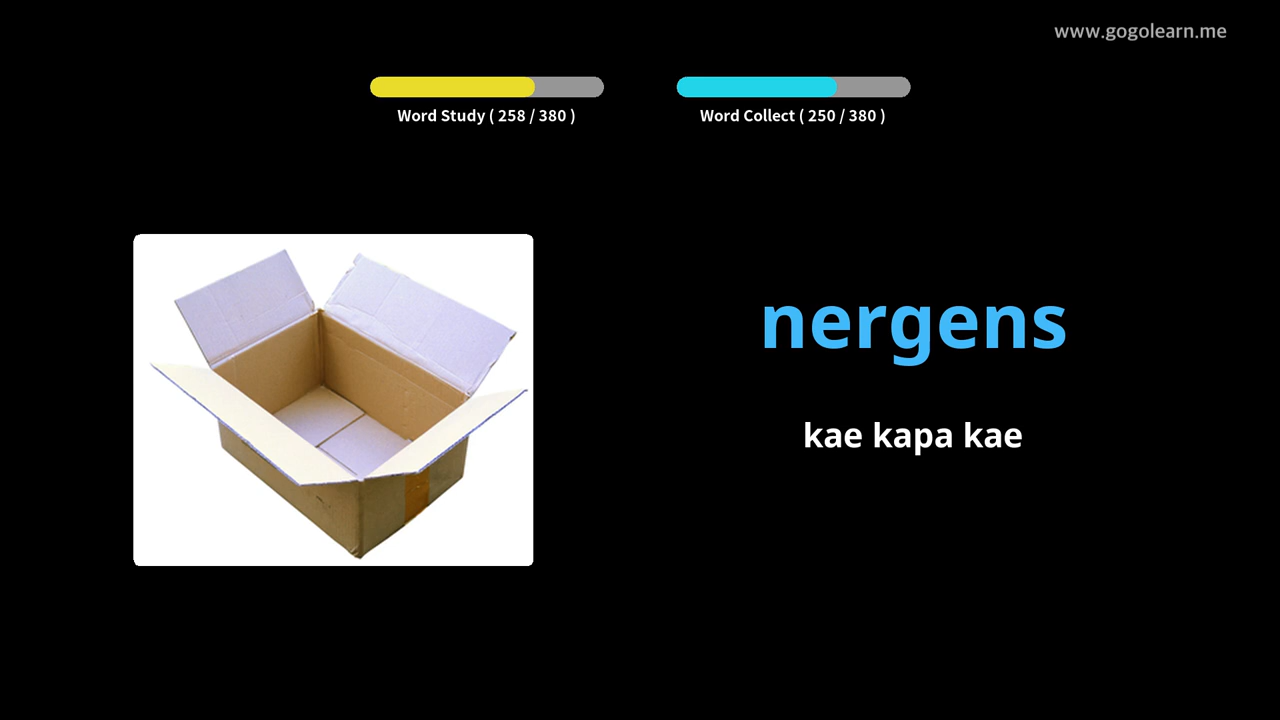 www.gogolearn.me
Word Study ( 258 / 380 )
Word Collect ( 250 / 380 )
nergens
kae kapa kae